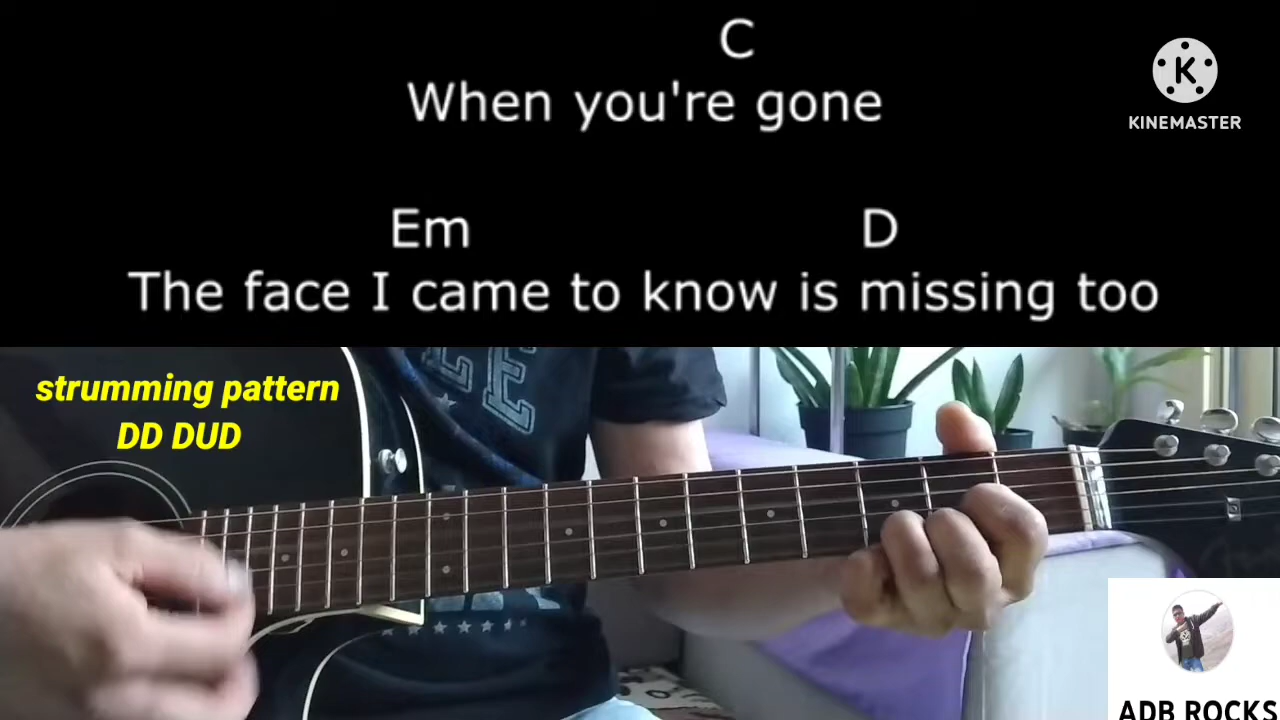 C
When you're gone
KINEMASTER
Em D
The face I came to know is missing too
strumming pattern
DD DUD
ADB ROCKS